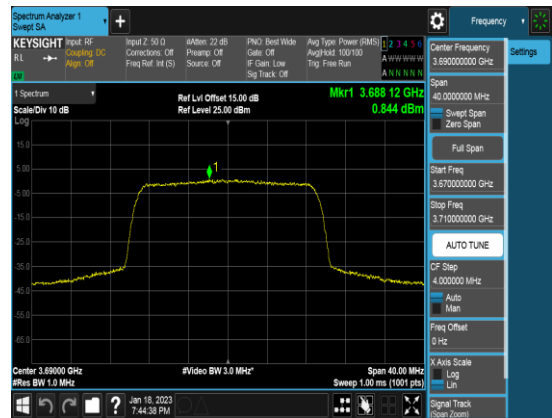 Spectrum Analyzer 1
Swept SA
Frequency
KEYSIGHT
Input: RF
Coupling: DC
Align: Off
Input Z: 50 Ω
Corrections: Off
Freq Ref: Int (S)
#Atten: 22 dB
Preamp: Off
Source: Off
PNO: Best Wide
Gate: Off
IF Gain: Low
Sig Track: Off
Avg Type: Power (RMS)
Avg|Hold: 100/100
Trig: Free Run
1 2 3 4 5 6
A W W W W W
A N N N N N
R L
LV
1 Spectrum
Scale/Div 10 dB
Log
Ref Lvl Offset 15.00 dB
Ref Level 25.00 dBm
Mkr1 3.688 12 GHz
0.844 dBm
1
15.0
5.00
-5.00
-15.0
-25.0
-35.0
-45.0
-55.0
-65.0
Center 3.69000 GHz
#Res BW 1.0 MHz
#Video BW 3.0 MHz*
Span 40.00 MHz
Sweep 1.00 ms (1001 pts)
Jan 18, 2023
7:44:38 PM
Center Frequency
3.690000000 GHz
Settings
Span
40.0000000 MHz
Swept Span
Zero Span
Full Span
Start Freq
3.670000000 GHz
Stop Freq
3.710000000 GHz
AUTO TUNE
CF Step
4.000000 MHz
Auto
Man
Freq Offset
0 Hz
X Axis Scale
Log
Lin
Signal Track
(Span Zoom)